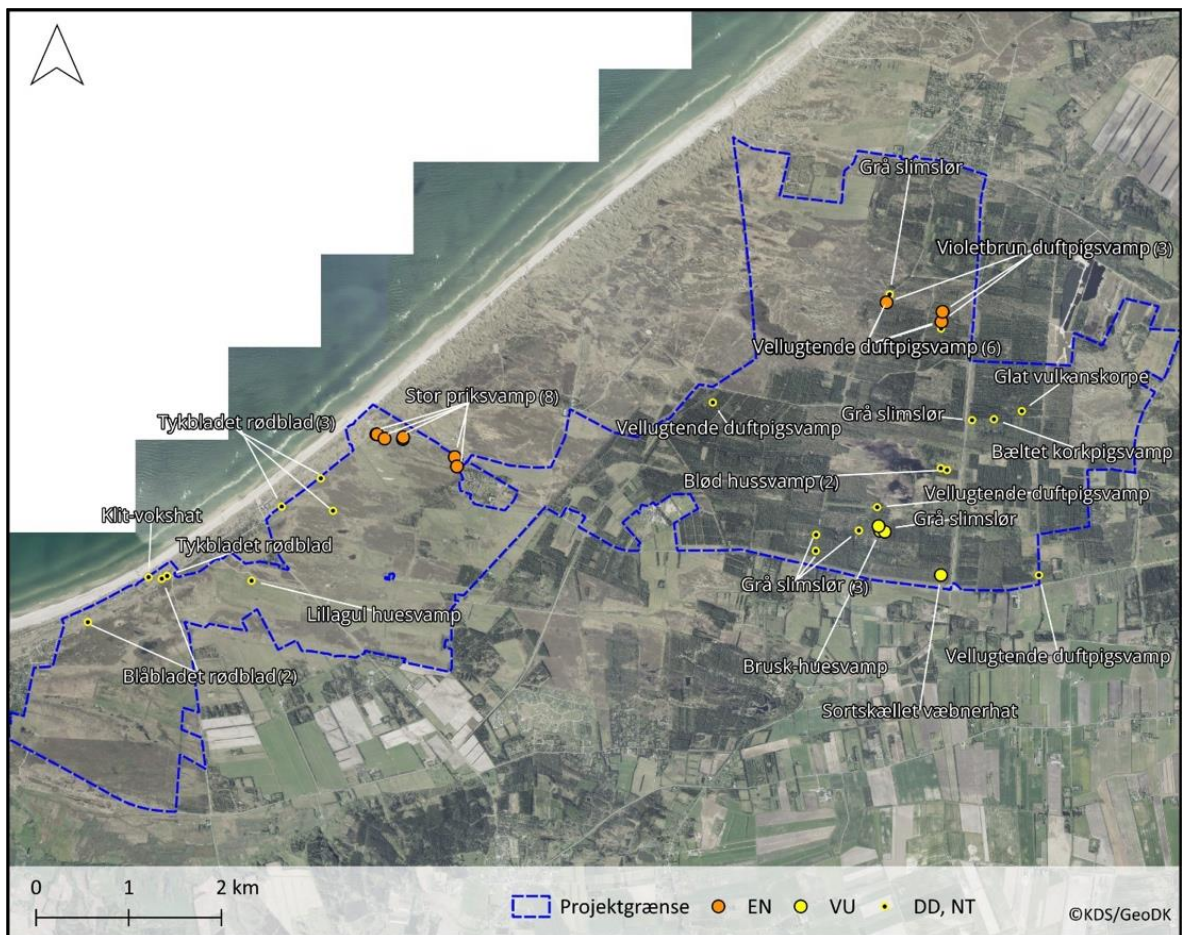 Grå slimslør
Violetbrun duftpigsvamp (3)
Vellugtende duftpigsvamp (6)
Glat vulkanskorpe
Stor priksvamp (8)
Tykbladet rødblad (3)
Grå slimslør
Vellugtende duftpigsvamp
Bæltet korkpigsvamp
Blød hussvamp (2)
Vellugtende duftpigsvamp
Klit-vokshat
Grå slimslør
Tykbladet rødblad
Grå slimslør (3)
Lillagul huesvamp
Brusk-huesvamp
Vellugtende duftpigsvamp
Blåbladet rødblad (2)
Sortskællet væbnerhat
0 1 2 km
Projektgrænse EN VU DD, NT
©KDS/GeoDK